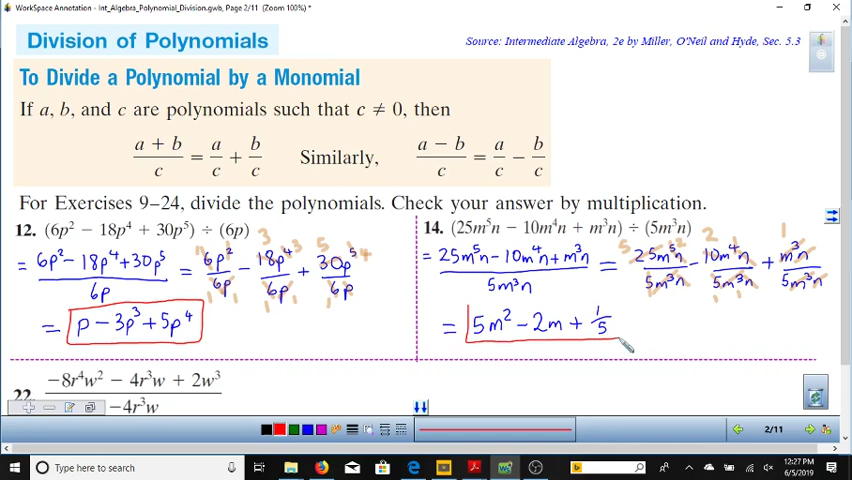 WorkSpace Annotation - Int_Algebra_Polynomial_Division.gwb, Page 2/11 (Zoom 100%) *
Division of Polynomials
Source: Intermediate Algebra, 2e by Miller, O'Neil and Hyde, Sec. 5.3
To Divide a Polynomial by a Monomial
If a, b, and c are polynomials such that c ≠ 0, then
(a + b)/c = a/c + b/c Similarly, (a − b)/c = a/c − b/c
For Exercises 9–24, divide the polynomials. Check your answer by multiplication.
12. (6p² − 18p⁴ + 30p⁵) ÷ (6p)
= (6p² − 18p⁴ + 30p⁵)/6p = 6p²/6p − 18p⁴/6p + 30p⁵/6p
= p − 3p³ + 5p⁴
14. (25m⁵n − 10m⁴n + m³n) ÷ (5m³n)
= (25m⁵n − 10m⁴n + m³n)/5m³n = 25m⁵n/5m³n − 10m⁴n/5m³n + m³n/5m³n
= 5m² − 2m + 1/5
22. (−8r⁴w² − 4r³w + 2w³)/−4r³w
2/11
Type here to search
b
12:27 PM
6/5/2019